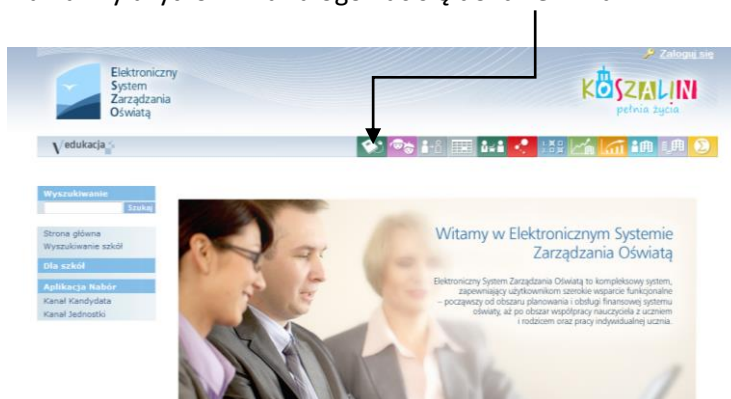 Zaloguj się
Elektroniczny
System
Zarządzania
Oświatą
KOSZALIN
pełnia życia
Vedukacja
Wyszukiwanie
Szukaj
Strona główna
Wyszukiwanie szkół
Dla szkół
Aplikacja Nabór
Kanał Kandydata
Kanał Jednostki
Witamy w Elektronicznym Systemie
Zarządzania Oświatą
Elektroniczny System Zarządzania Oświatą to kompleksowy system,
zapewniający użytkownikom szerokie wsparcie funkcjonalne
– począwszy od obszaru planowania i obsługi finansowej systemu
oświaty, aż po obszar współpracy nauczyciela z uczniem
i rodzicem oraz pracy indywidualnej ucznia.